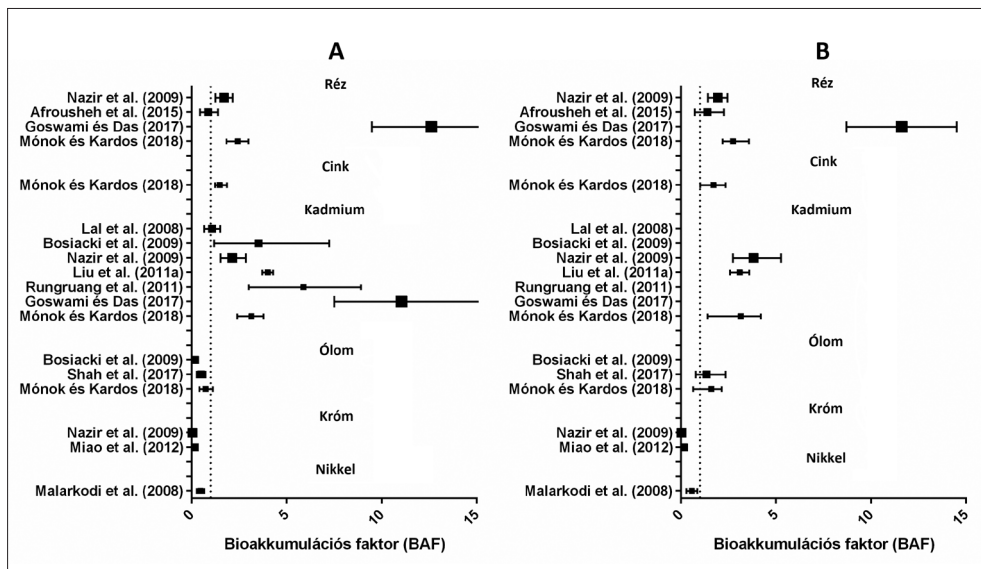 A
Réz
Nazir et al. (2009)
Afrousheh et al. (2015)
Goswami és Das (2017)
Mónok és Kardos (2018)
Cink
Mónok és Kardos (2018)
Kadmium
Lal et al. (2008)
Bosiacki et al. (2009)
Nazir et al. (2009)
Liu et al. (2011a)
Rungruang et al. (2011)
Goswami és Das (2017)
Mónok és Kardos (2018)
Ólom
Bosiacki et al. (2009)
Shah et al. (2017)
Mónok és Kardos (2018)
Króm
Nazir et al. (2009)
Miao et al. (2012)
Nikkel
Malarkodi et al. (2008)
0 5 10 15
Bioakkumulációs faktor (BAF)
B
Réz
Nazir et al. (2009)
Afrousheh et al. (2015)
Goswami és Das (2017)
Mónok és Kardos (2018)
Cink
Mónok és Kardos (2018)
Kadmium
Lal et al. (2008)
Bosiacki et al. (2009)
Nazir et al. (2009)
Liu et al. (2011a)
Rungruang et al. (2011)
Goswami és Das (2017)
Mónok és Kardos (2018)
Ólom
Bosiacki et al. (2009)
Shah et al. (2017)
Mónok és Kardos (2018)
Króm
Nazir et al. (2009)
Miao et al. (2012)
Nikkel
Malarkodi et al. (2008)
0 5 10 15
Bioakkumulációs faktor (BAF)